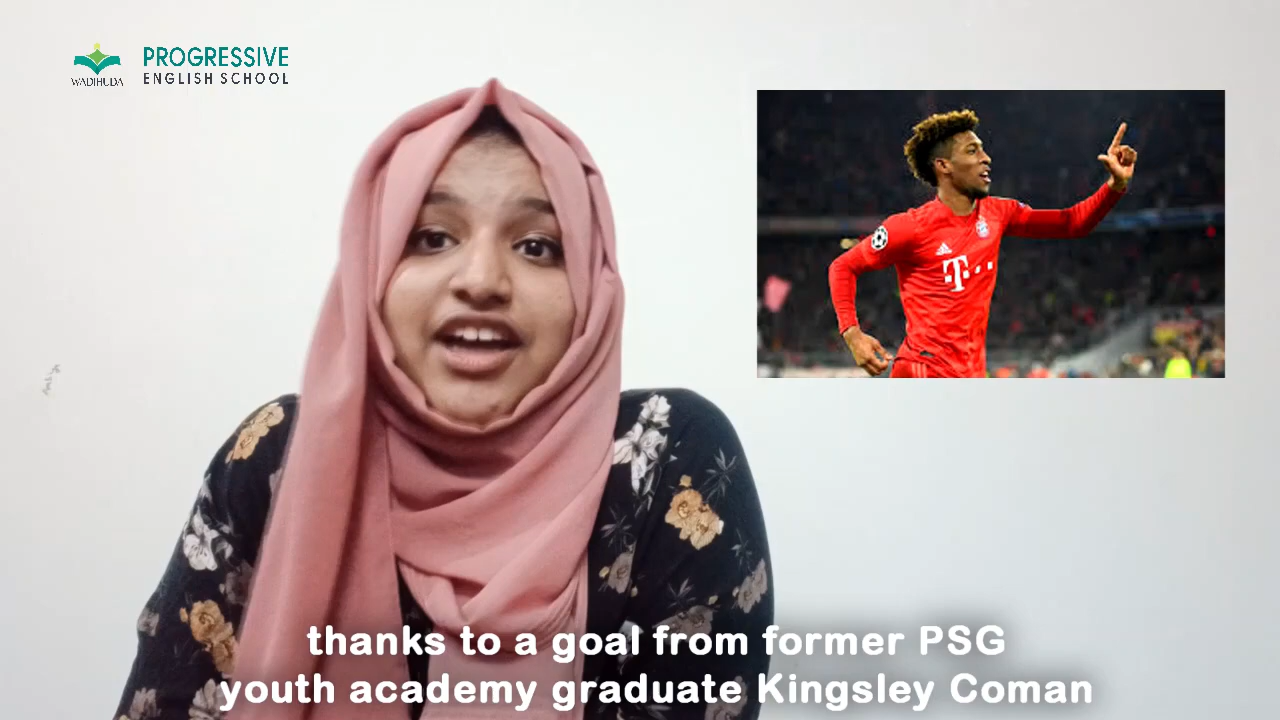 PROGRESSIVE
ENGLISH SCHOOL
WADIHUDA
T
thanks to a goal from former PSG
youth academy graduate Kingsley Coman